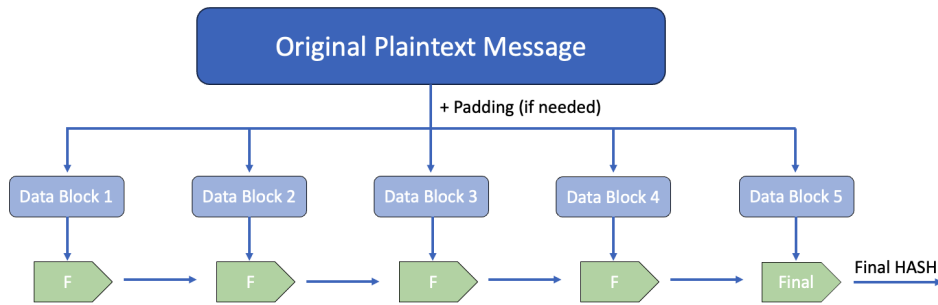 Original Plaintext Message
+ Padding (if needed)
Data Block 1
Data Block 2
Data Block 3
Data Block 4
Data Block 5
F
F
F
F
Final
Final HASH